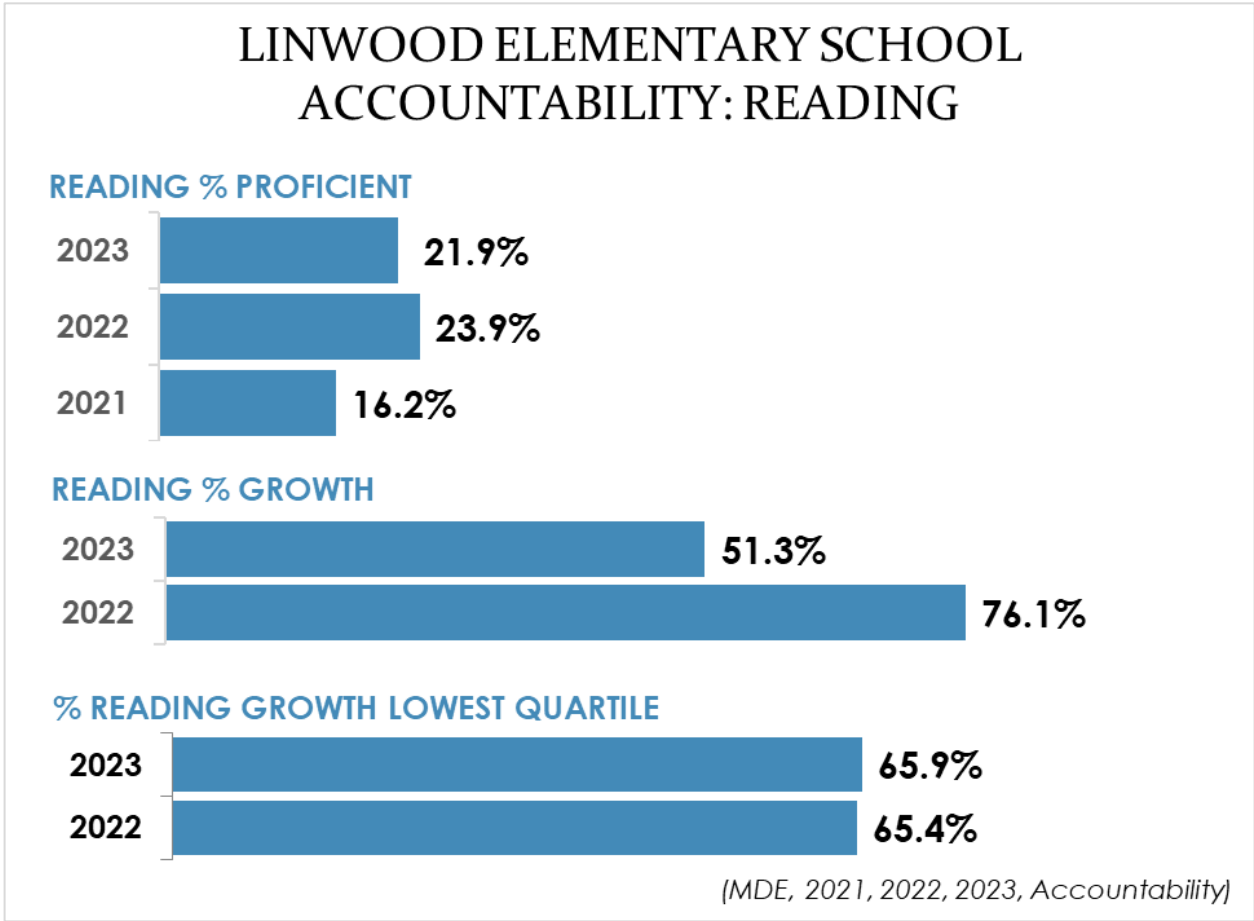 LINWOOD ELEMENTARY SCHOOL
ACCOUNTABILITY: READING
READING % PROFICIENT
2023 21.9%
2022 23.9%
2021 16.2%
READING % GROWTH
2023 51.3%
2022 76.1%
% READING GROWTH LOWEST QUARTILE
2023 65.9%
2022 65.4%
(MDE, 2021, 2022, 2023, Accountability)